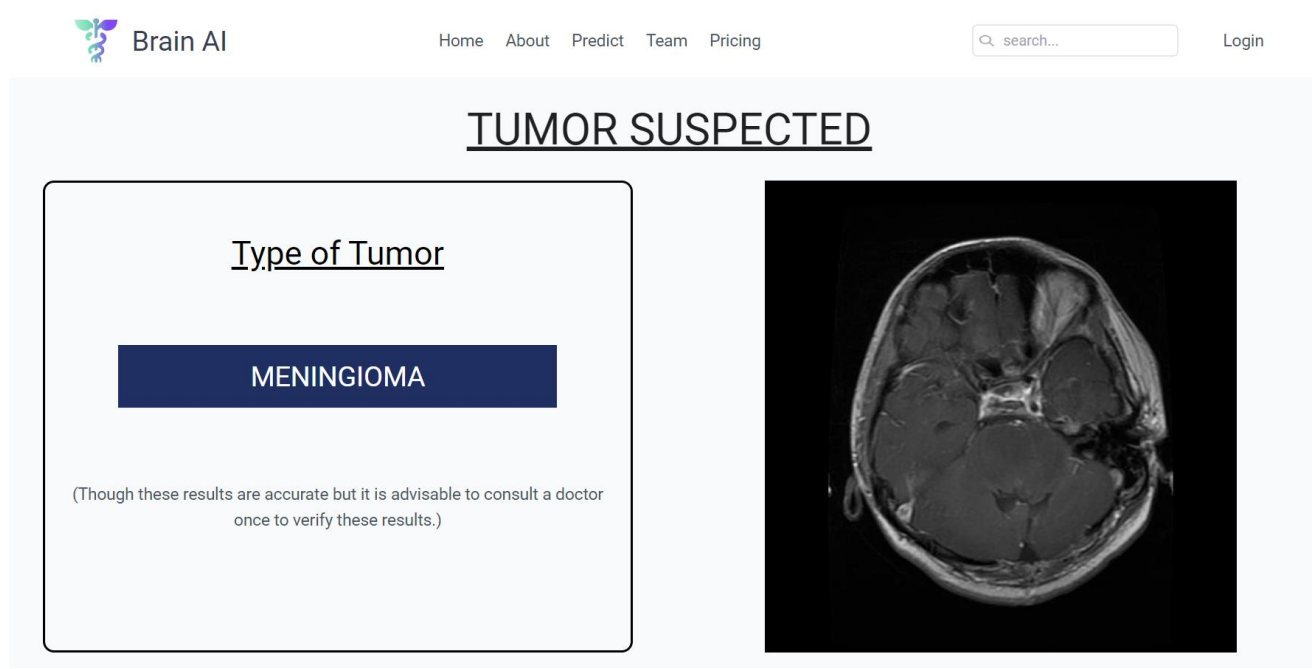 Brain AI
Home About Predict Team Pricing
search...
Login
TUMOR SUSPECTED
Type of Tumor
MENINGIOMA
(Though these results are accurate but it is advisable to consult a doctor
once to verify these results.)